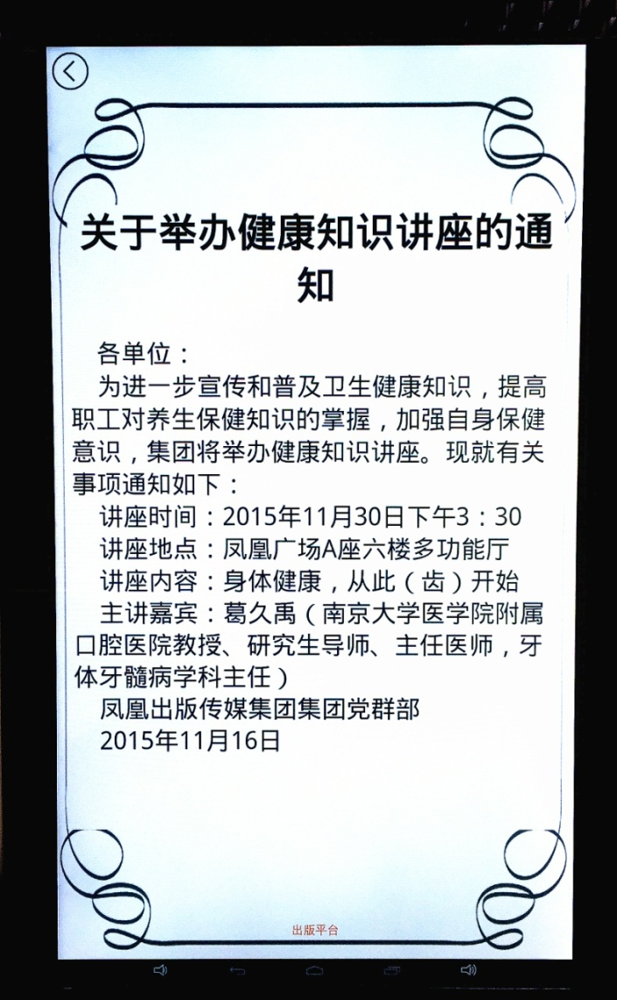 关于举办健康知识讲座的通
知
各单位：
为进一步宣传和普及卫生健康知识，提高
职工对养生保健知识的掌握，加强自身保健
意识，集团将举办健康知识讲座。现就有关
事项通知如下：
讲座时间：2015年11月30日下午3：30
讲座地点：凤凰广场A座六楼多功能厅
讲座内容：身体健康，从此（齿）开始
主讲嘉宾：葛久禹（南京大学医学院附属
口腔医院教授、研究生导师、主任医师，牙
体牙髓病学科主任）
凤凰出版传媒集团集团党群部
2015年11月16日
出版平台